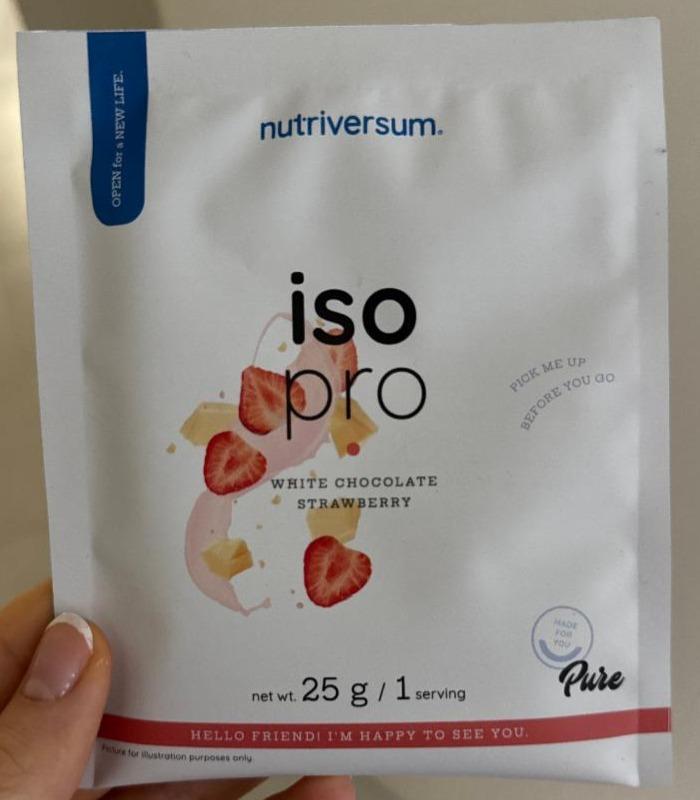 OPEN for a NEW LIFE.
nutriversum.
iso
pro
PICK ME UP
BEFORE YOU GO
WHITE CHOCOLATE
STRAWBERRY
MADE
FOR
YOU
Pure
net wt. 25 g / 1 serving
HELLO FRIEND! I'M HAPPY TO SEE YOU.
Picture for illustration purposes only.